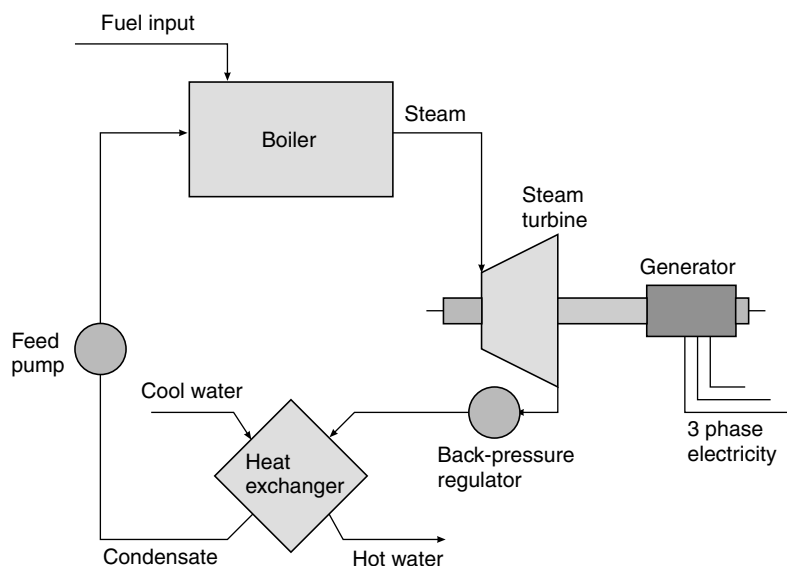 Fuel input
Boiler
Steam
Steam
turbine
Generator
Feed
pump
Cool water
Heat
exchanger
Back-pressure
regulator
3 phase
electricity
Condensate
Hot water